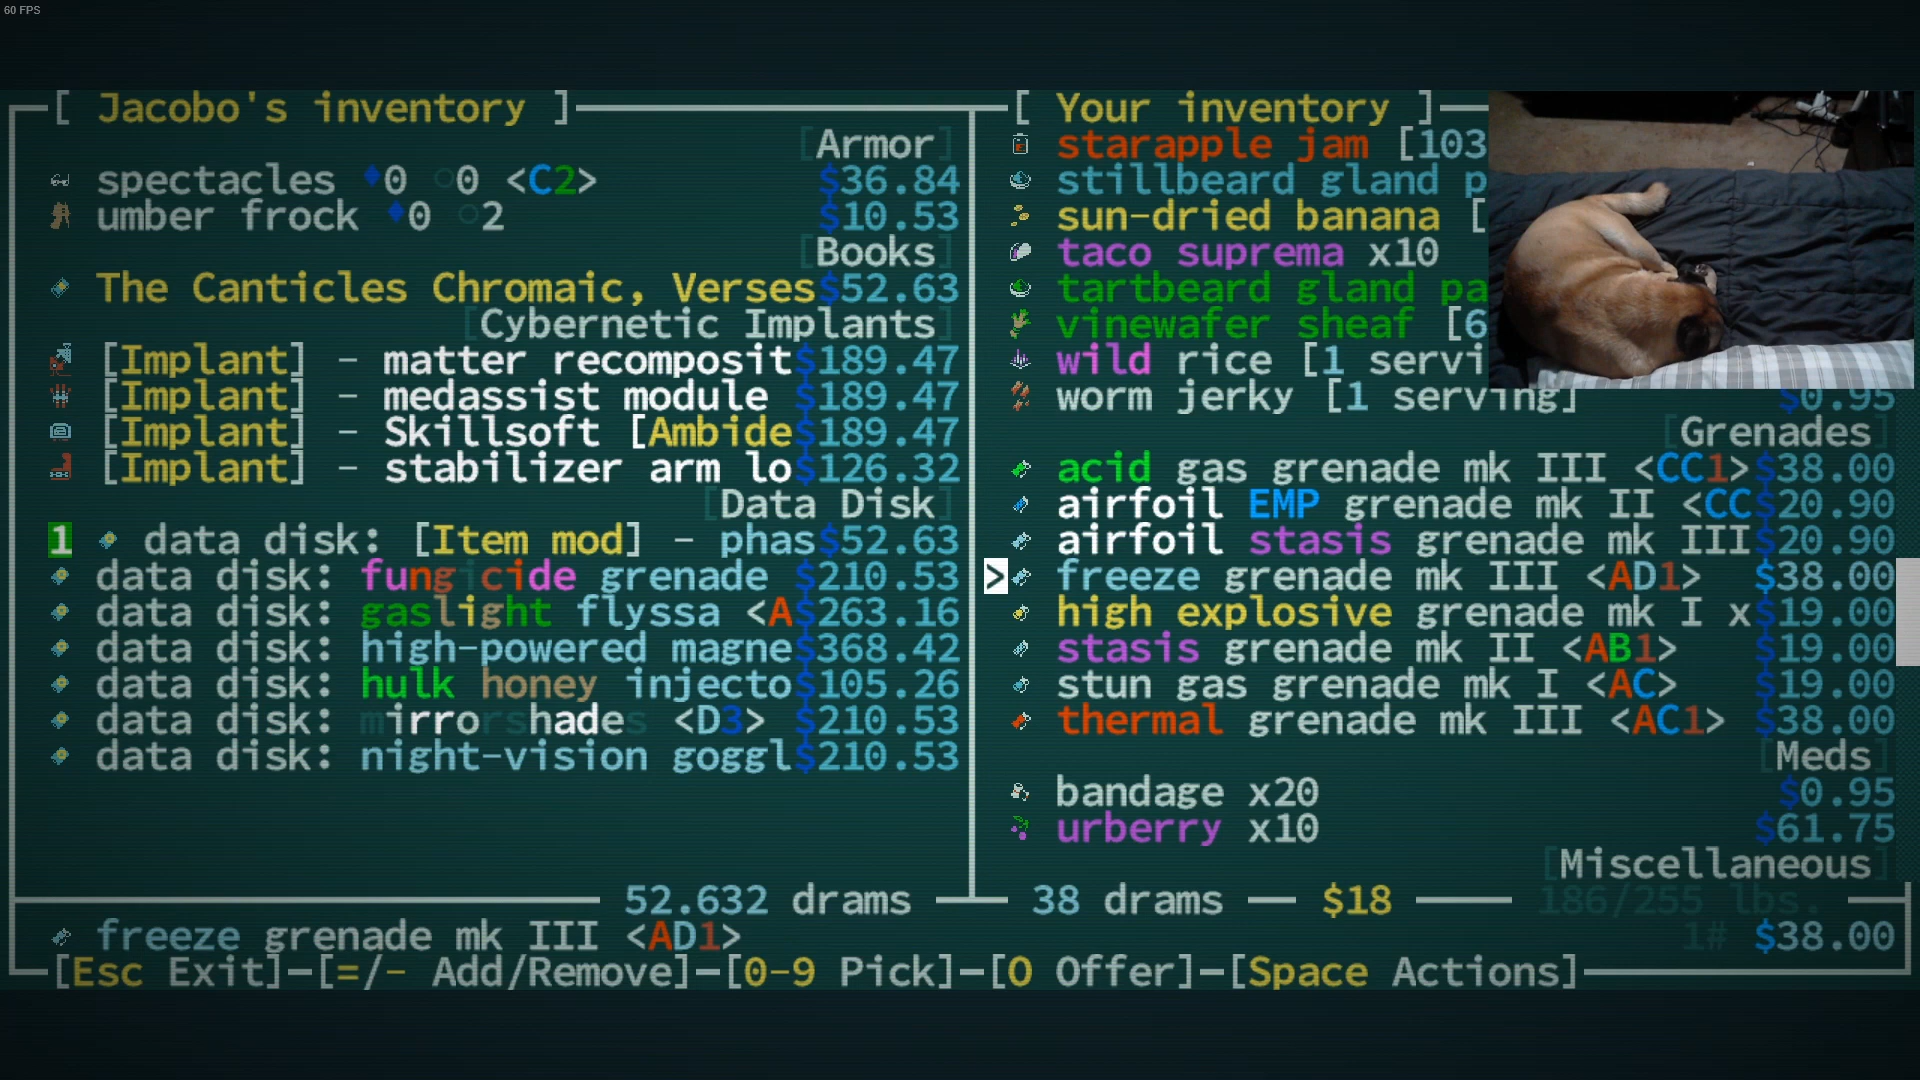 60 FPS
[ Jacobo's inventory ]
[Armor]
spectacles ♦0 ○0 <C2> $36.84
umber frock ♦0 ○2 $10.53
[Books]
The Canticles Chromaic, Verses $52.63
[Cybernetic Implants]
[Implant] - matter recomposit $189.47
[Implant] - medassist module $189.47
[Implant] - Skillsoft [Ambide $189.47
[Implant] - stabilizer arm lo $126.32
[Data Disk]
1 data disk: [Item mod] - phas $52.63
data disk: fungicide grenade $210.53
data disk: gaslight flyssa <A $263.16
data disk: high-powered magne $368.42
data disk: hulk honey injecto $105.26
data disk: mirrorshades <D3> $210.53
data disk: night-vision goggl $210.53
52.632 drams
[ Your inventory ]
starapple jam [103
stillbeard gland p
sun-dried banana [
taco suprema x10
tartbeard gland pa
vinewafer sheaf [6
wild rice [1 servi
worm jerky [1 serving] $0.95
[Grenades]
acid gas grenade mk III <CC1> $38.00
airfoil EMP grenade mk II <CC $20.90
airfoil stasis grenade mk III $20.90
> freeze grenade mk III <AD1> $38.00
high explosive grenade mk I x $19.00
stasis grenade mk II <AB1> $19.00
stun gas grenade mk I <AC> $19.00
thermal grenade mk III <AC1> $38.00
[Meds]
bandage x20 $0.95
urberry x10 $61.75
[Miscellaneous]
38 drams — $18 — 186/255 lbs.
freeze grenade mk III <AD1> 1# $38.00
[Esc Exit]—[=/- Add/Remove]—[0-9 Pick]—[O Offer]—[Space Actions]